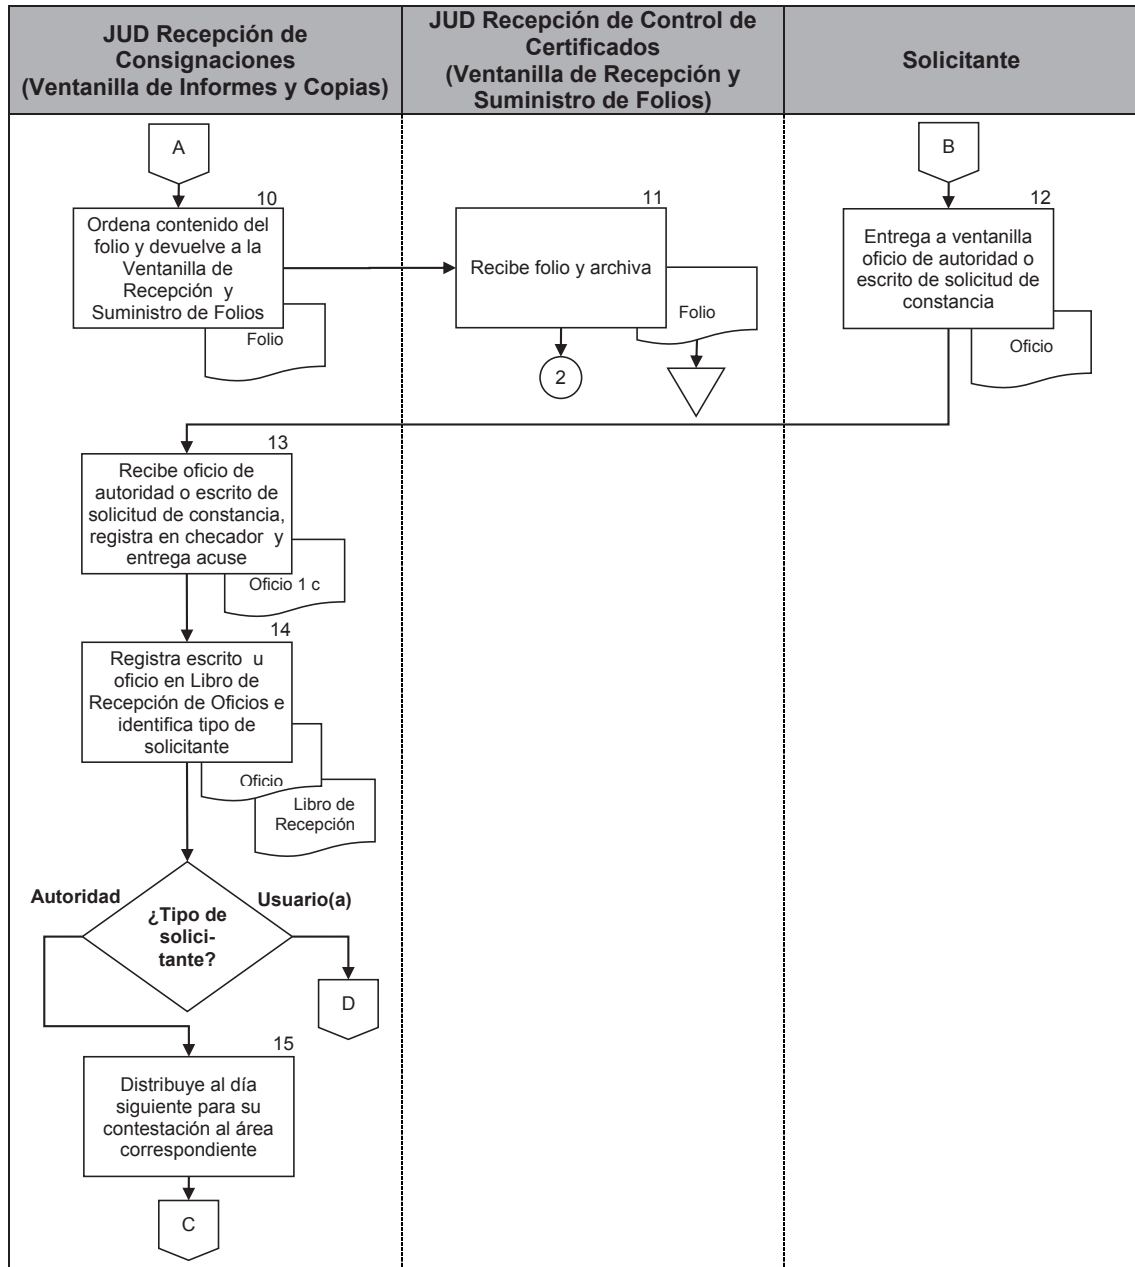 JUD Recepción de
Consignaciones
(Ventanilla de Informes y Copias)
JUD Recepción de Control de
Certificados
(Ventanilla de Recepción y
Suministro de Folios)
Solicitante
A
10
Ordena contenido del
folio y devuelve a la
Ventanilla de
Recepción y
Suministro de Folios
Folio
11
Recibe folio y archiva
Folio
2
B
12
Entrega a ventanilla
oficio de autoridad o
escrito de solicitud de
constancia
Oficio
13
Recibe oficio de
autoridad o escrito de
solicitud de constancia,
registra en checador y
entrega acuse
Oficio 1 c
14
Registra escrito u
oficio en Libro de
Recepción de Oficios e
identifica tipo de
solicitante
Oficio
Libro de
Recepción
Autoridad
Usuario(a)
¿Tipo de
solici-
tante?
D
15
Distribuye al día
siguiente para su
contestación al área
correspondiente
C